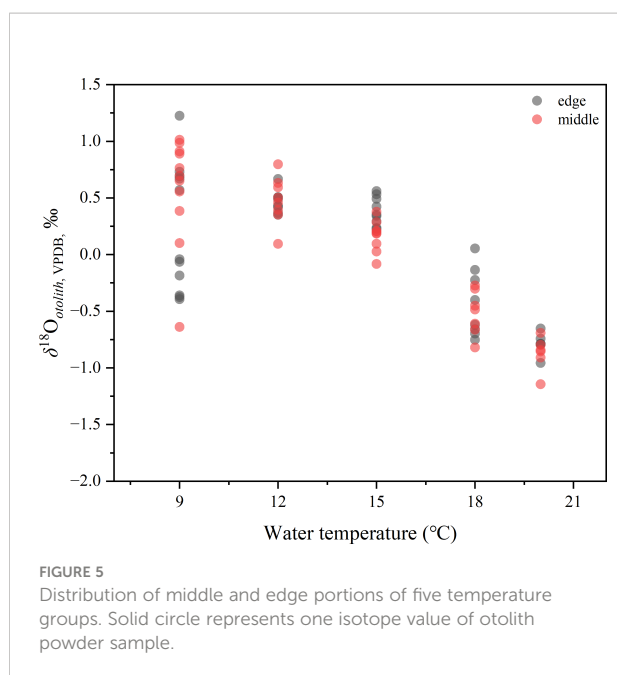 1.5
1.0
0.5
0.0
−0.5
−1.0
−1.5
−2.0
δ¹⁸O_otolith, VPDB, ‰
edge
middle
9
12
15
18
21
Water temperature (°C)
FIGURE 5
Distribution of middle and edge portions of five temperature
groups. Solid circle represents one isotope value of otolith
powder sample.